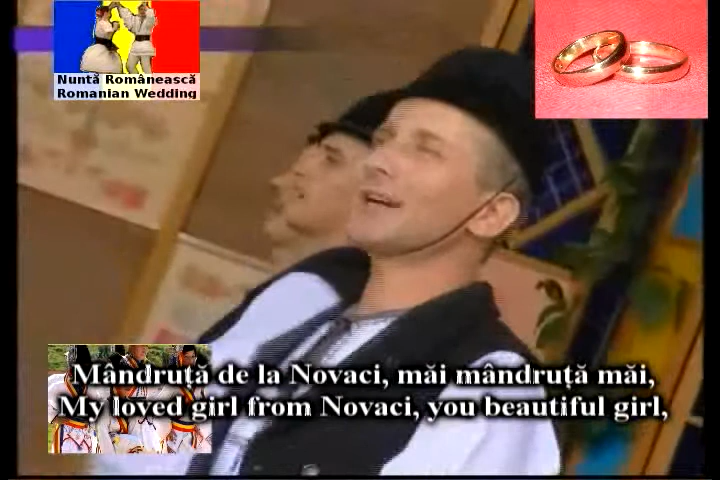 Nuntă Românească
Romanian Wedding
Mândruță de la Novaci, măi mândruță măi,
My loved girl from Novaci, you beautiful girl,